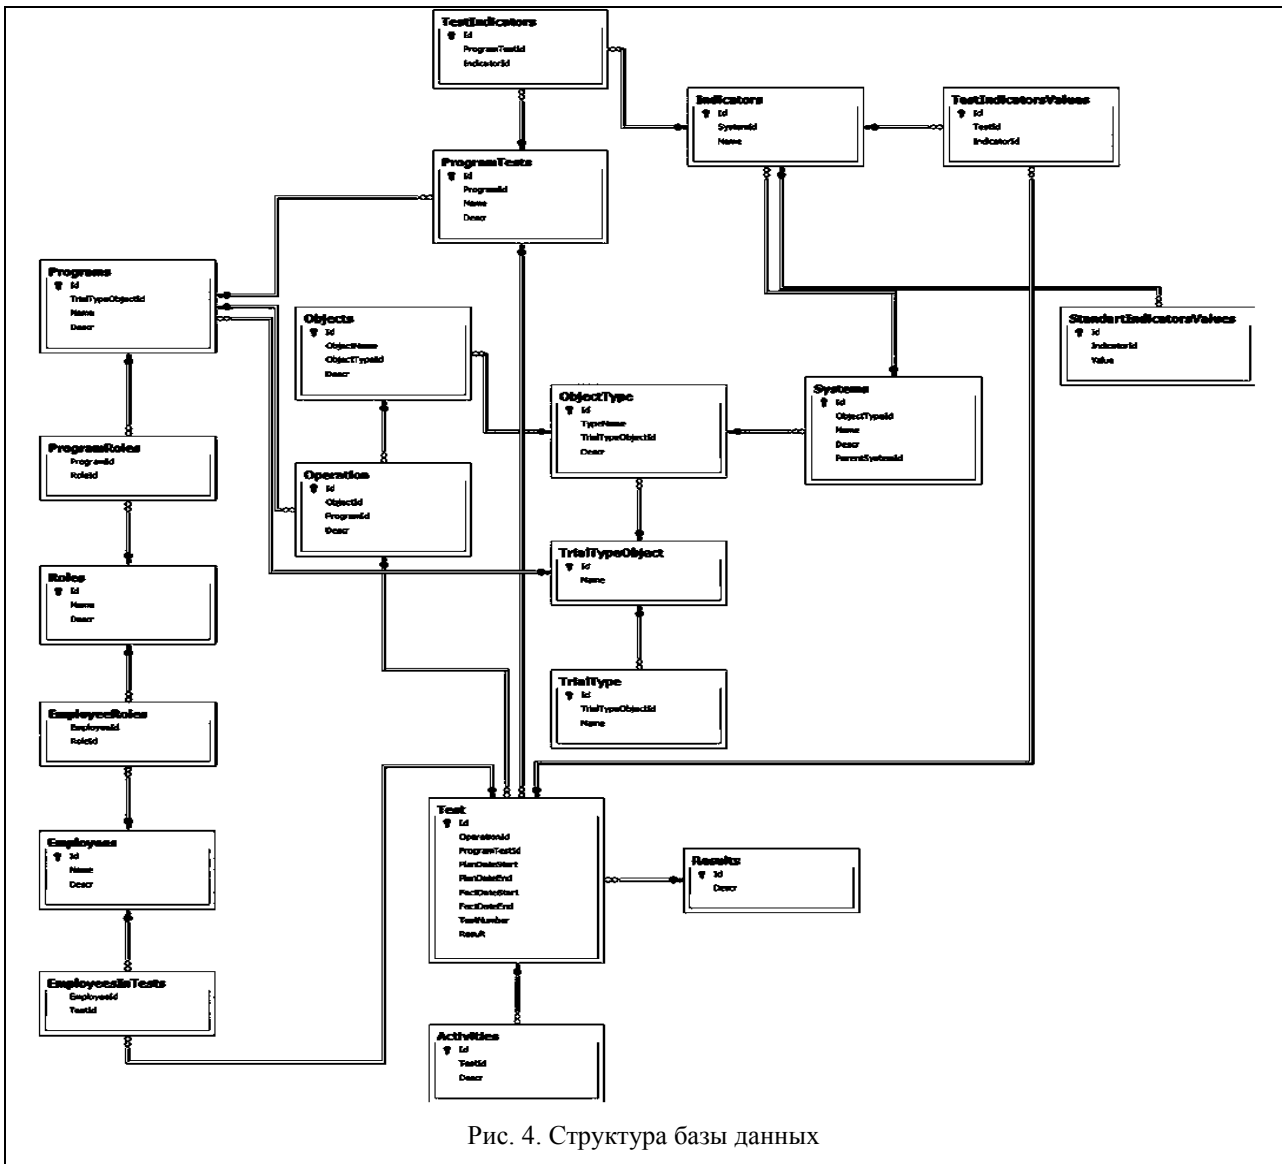 TestIndicators
Id
ProgramTestId
IndicatorId
Indicators
Id
SystemId
Name
TestIndicatorsValues
Id
TestId
IndicatorId
ProgramTests
Id
ProgramId
Name
Descr
Programs
Id
TrialTypeObjectId
Name
Descr
Objects
Id
ObjectName
ObjectTypeId
Descr
StandartIndicatorsValues
Id
IndicatorId
Value
ObjectType
Id
TypeName
TrialTypeObjectId
Descr
Systems
Id
ObjectTypeId
Name
Descr
ParentSystemId
ProgramRoles
ProgramId
RoleId
Operation
Id
ObjectId
ProgramId
Descr
TrialTypeObject
Id
Name
Roles
Id
Name
Descr
TrialType
Id
TrialTypeObjectId
Name
EmployeeRoles
EmployeeId
RoleId
Test
Id
OperationId
ProgramTestId
PlanDateStart
PlanDateEnd
FactDateStart
FactDateEnd
TestNumber
Result
Employees
Id
Name
Descr
Results
Id
Descr
EmployeesInTests
EmployeeId
TestId
Activities
Id
TestId
Descr
Рис. 4. Структура базы данных